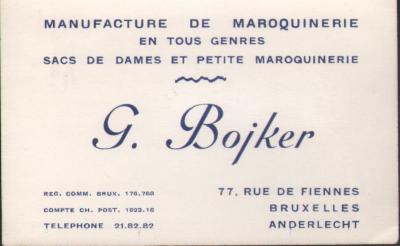 MANUFACTURE DE MAROQUINERIE
EN TOUS GENRES
SACS DE DAMES ET PETITE MAROQUINERIE
G. Bojker
REG. COMM. BRUX. 176.768
COMPTE CH. POST. 1823.16
TELEPHONE 21.82.82
77, RUE DE FIENNES
BRUXELLES
ANDERLECHT